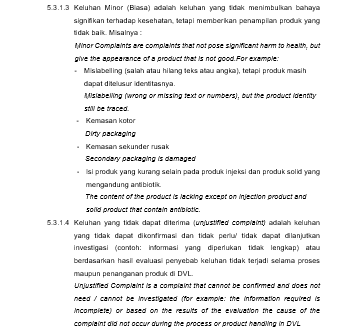 5.3.1.3 Keluhan Minor (Biasa) adalah keluhan yang tidak menimbulkan bahaya
signifikan terhadap kesehatan, tetapi memberikan penampilan produk yang
tidak baik. Misalnya :
Minor Complaints are complaints that not pose significant harm to health, but
give the appearance of a product that is not good.For example:
- Mislabelling (salah atau hilang teks atau angka), tetapi produk masih
dapat ditelusur identitasnya.
Mislabelling (wrong or missing text or numbers), but the product identity
still be traced.
- Kemasan kotor
Dirty packaging
- Kemasan sekunder rusak
Secondary packaging is damaged
- Isi produk yang kurang selain pada produk injeksi dan produk solid yang
mengandung antibiotik.
The content of the product is lacking except on injection product and
solid product that contain antibiotic.
5.3.1.4 Keluhan yang tidak dapat diterima (unjustified complaint) adalah keluhan
yang tidak dapat dikonfirmasi dan tidak perlu/ tidak dapat dilanjutkan
investigasi (contoh: informasi yang diperlukan tidak lengkap) atau
berdasarkan hasil evaluasi penyebab keluhan tidak terjadi selama proses
maupun penanganan produk di DVL.
Unjustified Complaint is a complaint that cannot be confirmed and does not
need / cannot be investigated (for example: the information required is
incomplete) or based on the results of the evaluation the cause of the
complaint did not occur during the process or product handling in DVL